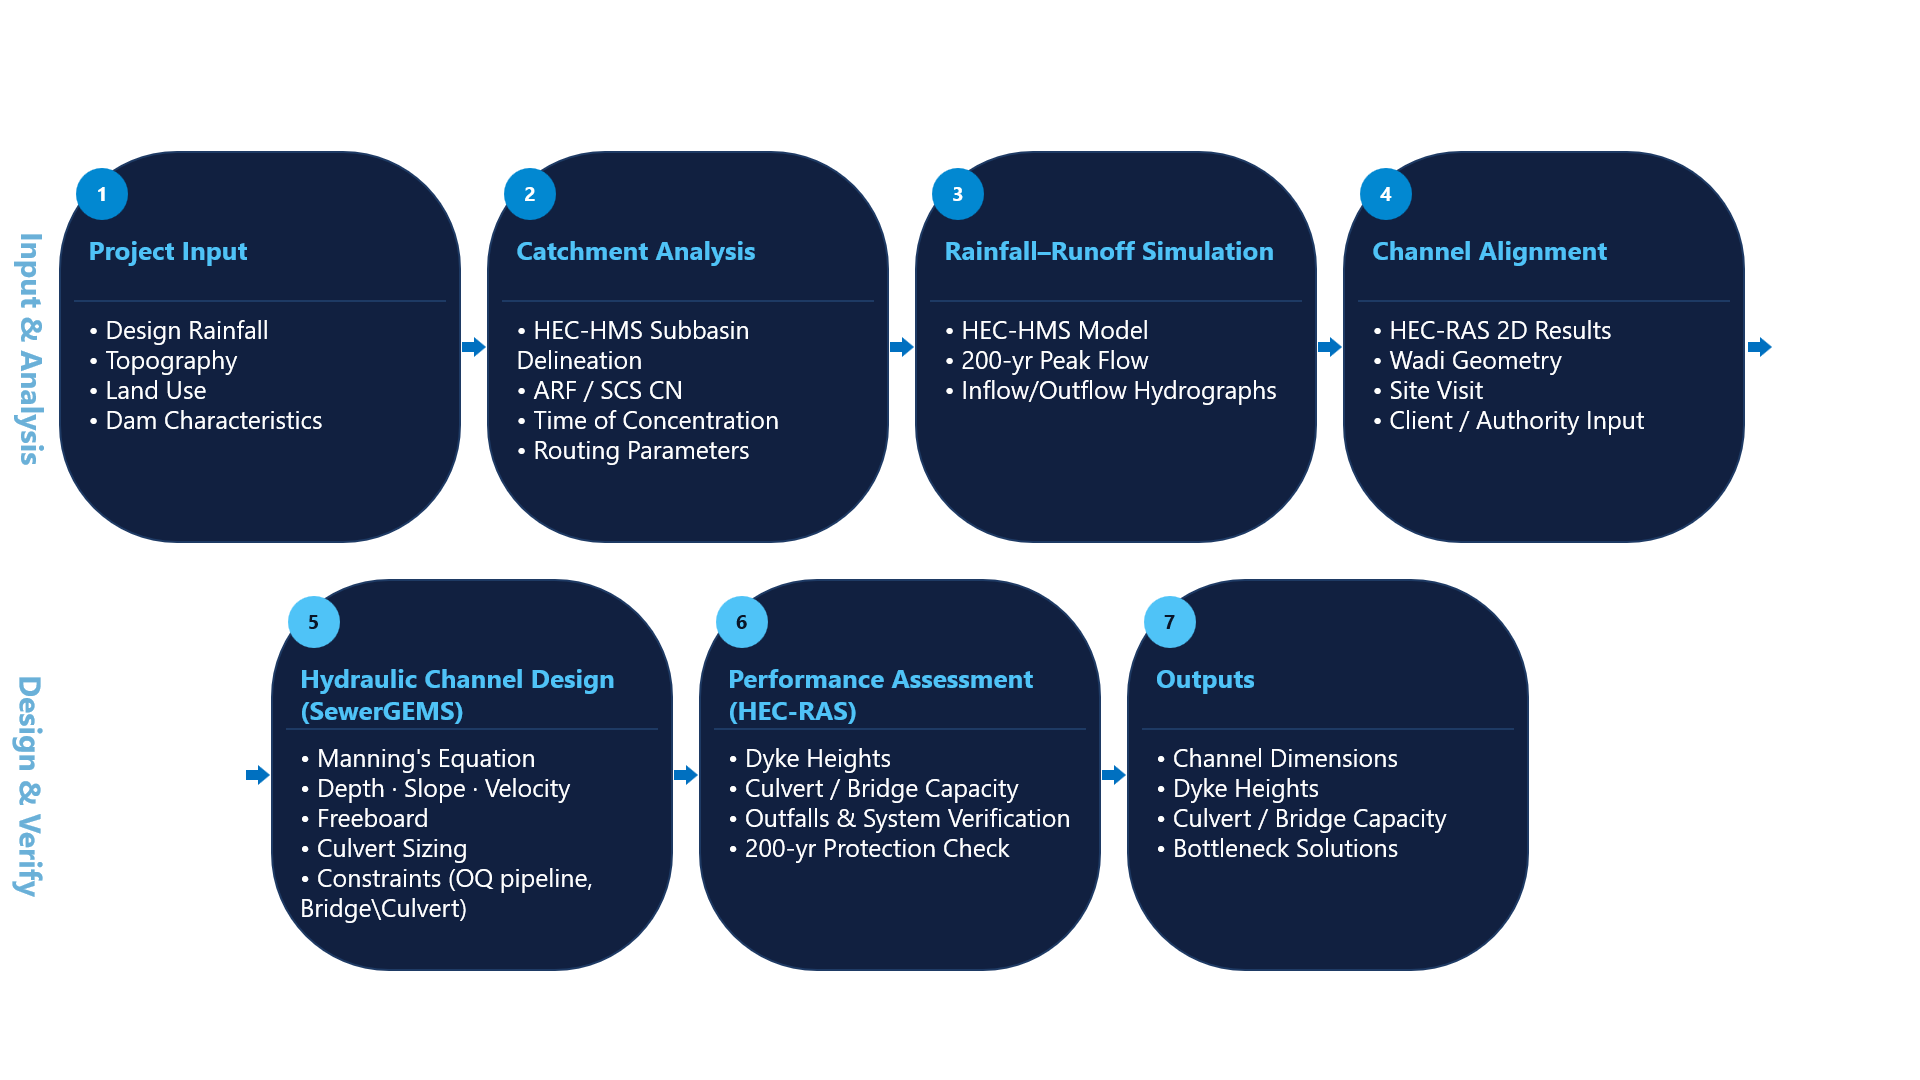 Input & Analysis
1
Project Input
• Design Rainfall
• Topography
• Land Use
• Dam Characteristics
2
Catchment Analysis
• HEC-HMS Subbasin
Delineation
• ARF / SCS CN
• Time of Concentration
• Routing Parameters
3
Rainfall–Runoff Simulation
• HEC-HMS Model
• 200-yr Peak Flow
• Inflow/Outflow Hydrographs
4
Channel Alignment
• HEC-RAS 2D Results
• Wadi Geometry
• Site Visit
• Client / Authority Input
Design & Verify
5
Hydraulic Channel Design
(SewerGEMS)
• Manning's Equation
• Depth · Slope · Velocity
• Freeboard
• Culvert Sizing
• Constraints (OQ pipeline,
Bridge\Culvert)
6
Performance Assessment
(HEC-RAS)
• Dyke Heights
• Culvert / Bridge Capacity
• Outfalls & System Verification
• 200-yr Protection Check
7
Outputs
• Channel Dimensions
• Dyke Heights
• Culvert / Bridge Capacity
• Bottleneck Solutions